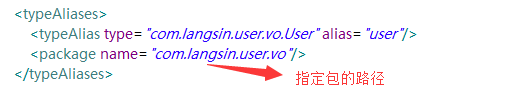 <typeAliases>
<typeAlias type="com.langsin.user.vo.User" alias="user"/>
<package name="com.langsin.user.vo"/>
</typeAliases>
指定包的路径